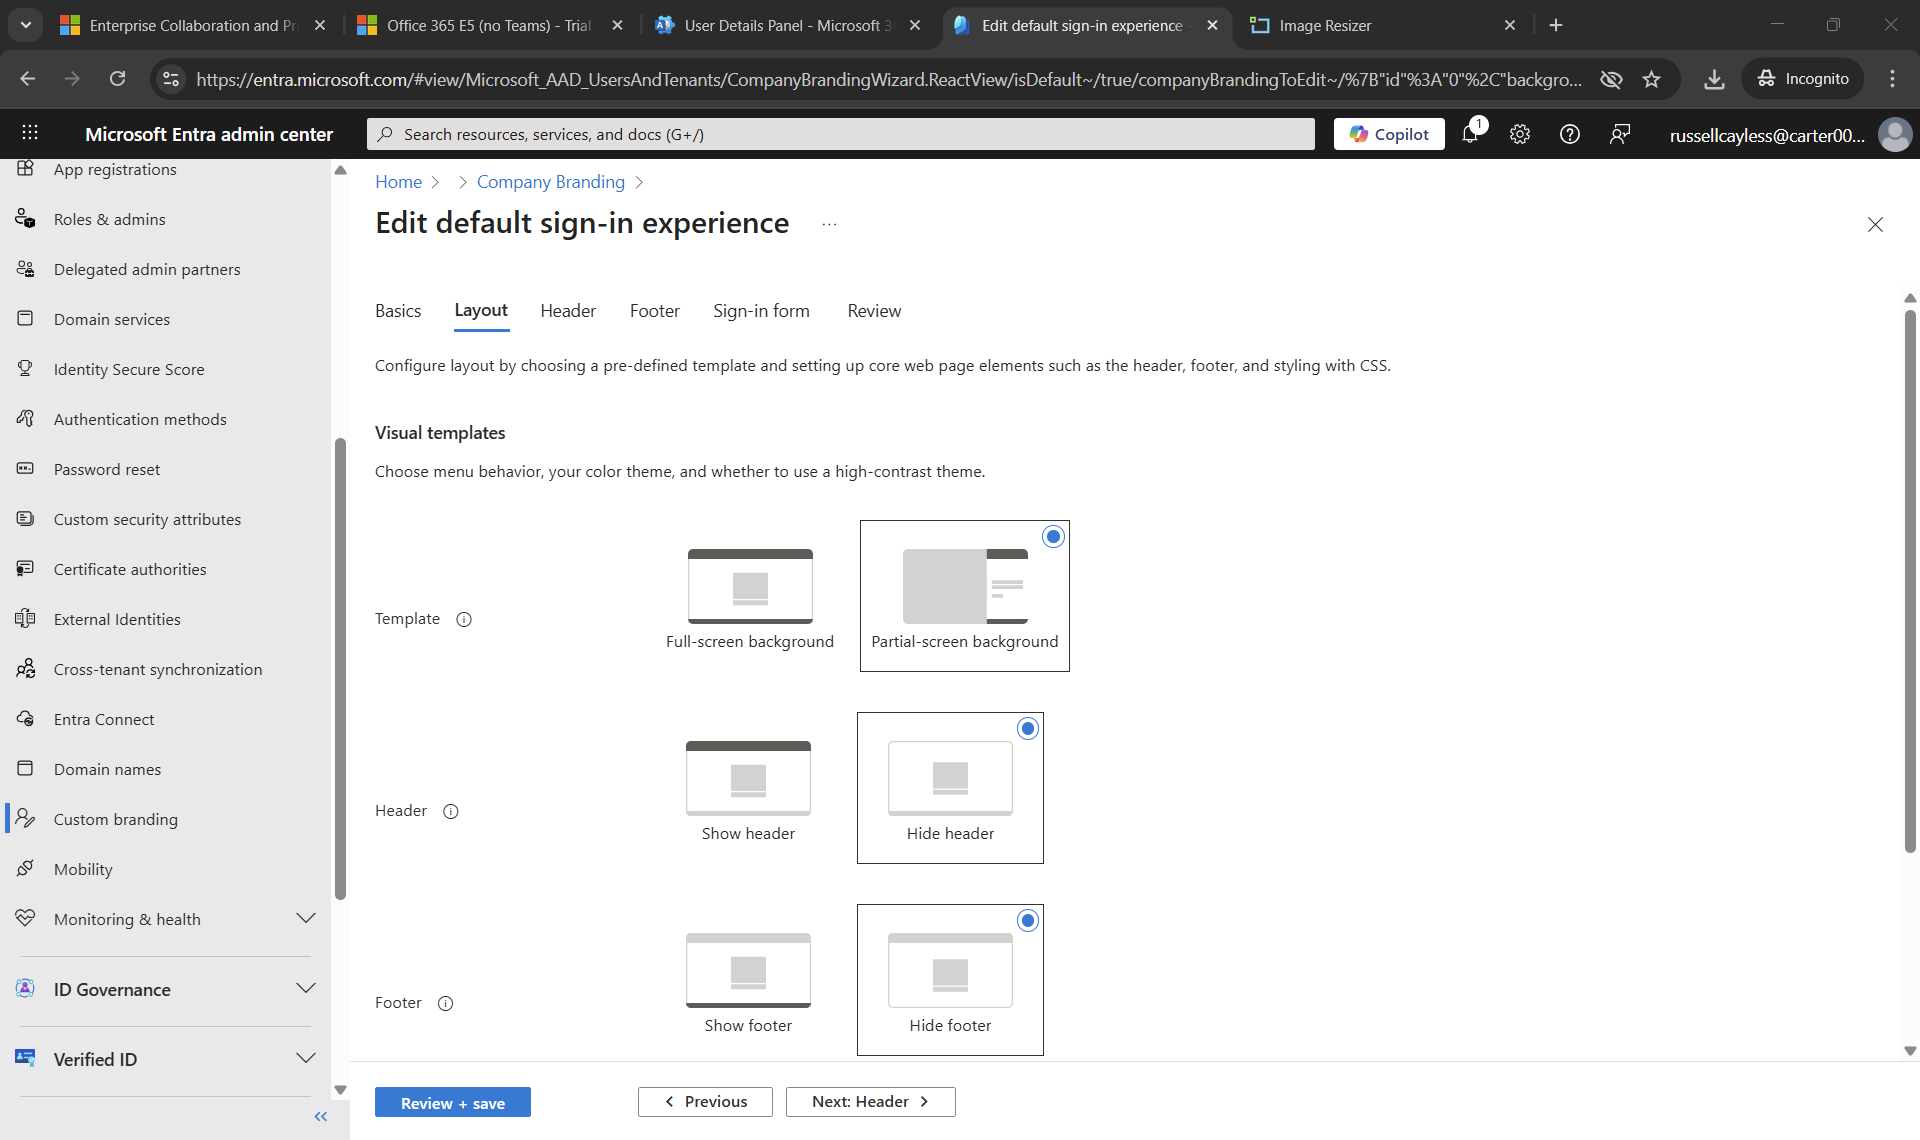 Enterprise Collaboration and Pr
Office 365 E5 (no Teams) - Trial
User Details Panel - Microsoft 3
Edit default sign-in experience -
Image Resizer
https://entra.microsoft.com/#view/Microsoft_AAD_UsersAndTenants/CompanyBrandingWizard.ReactView/isDefault~/true/companyBrandingToEdit~/%7B"id"%3A"0"%2C"backgro...
Incognito
Microsoft Entra admin center
Search resources, services, and docs (G+/)
Copilot
1
russellcayless@carter00...
App registrations
Roles & admins
Delegated admin partners
Domain services
Identity Secure Score
Authentication methods
Password reset
Custom security attributes
Certificate authorities
External Identities
Cross-tenant synchronization
Entra Connect
Domain names
Custom branding
Mobility
Monitoring & health
ID Governance
Verified ID
Home
Company Branding
Edit default sign-in experience
...
Basics
Layout
Header
Footer
Sign-in form
Review
Configure layout by choosing a pre-defined template and setting up core web page elements such as the header, footer, and styling with CSS.
Visual templates
Choose menu behavior, your color theme, and whether to use a high-contrast theme.
Template
Full-screen background
Partial-screen background
Header
Show header
Hide header
Footer
Show footer
Hide footer
Review + save
< Previous
Next: Header >